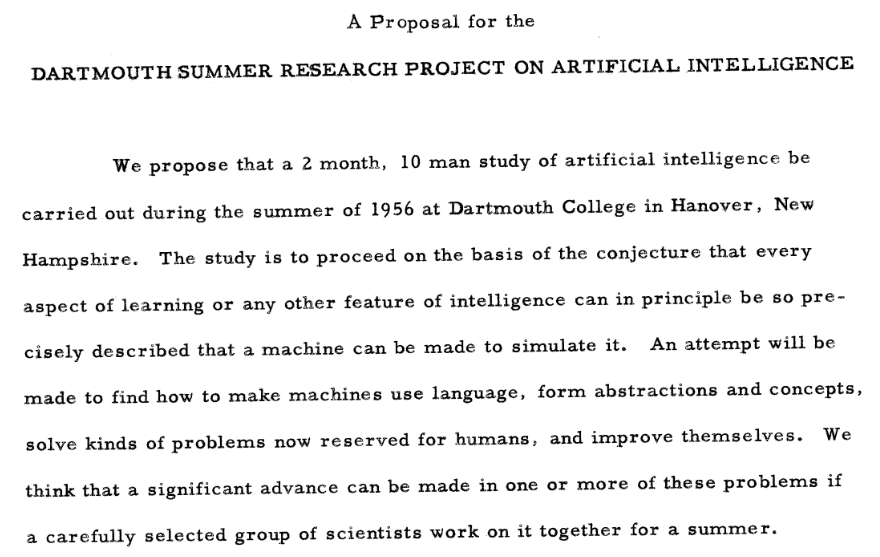 A Proposal for the
DARTMOUTH SUMMER RESEARCH PROJECT ON ARTIFICIAL INTELLIGENCE
We propose that a 2 month, 10 man study of artificial intelligence be
carried out during the summer of 1956 at Dartmouth College in Hanover, New
Hampshire. The study is to proceed on the basis of the conjecture that every
aspect of learning or any other feature of intelligence can in principle be so pre-
cisely described that a machine can be made to simulate it. An attempt will be
made to find how to make machines use language, form abstractions and concepts,
solve kinds of problems now reserved for humans, and improve themselves. We
think that a significant advance can be made in one or more of these problems if
a carefully selected group of scientists work on it together for a summer.